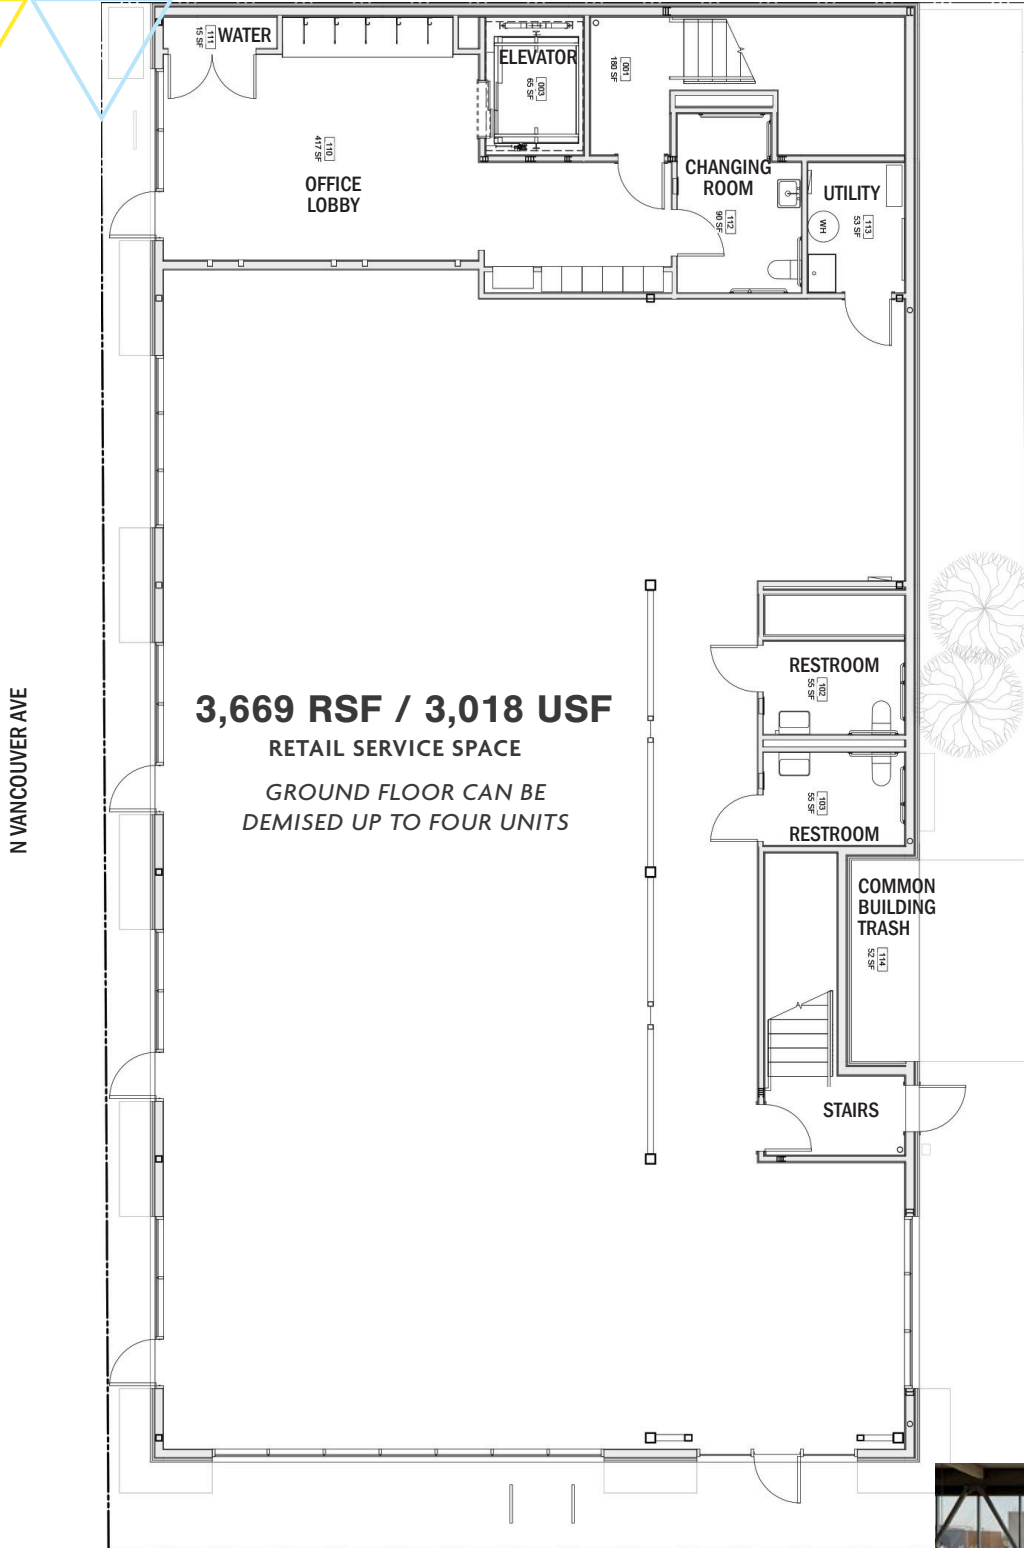 WATER
111
15 SF
ELEVATOR
003
65 SF
001
180 SF
110
417 SF
OFFICE
LOBBY
CHANGING
ROOM
112
90 SF
UTILITY
113
53 SF
WH
RESTROOM
102
55 SF
3,669 RSF / 3,018 USF
RETAIL SERVICE SPACE
GROUND FLOOR CAN BE
DEMISED UP TO FOUR UNITS
103
55 SF
RESTROOM
N VANCOUVER AVE
COMMON
BUILDING
TRASH
114
52 SF
STAIRS